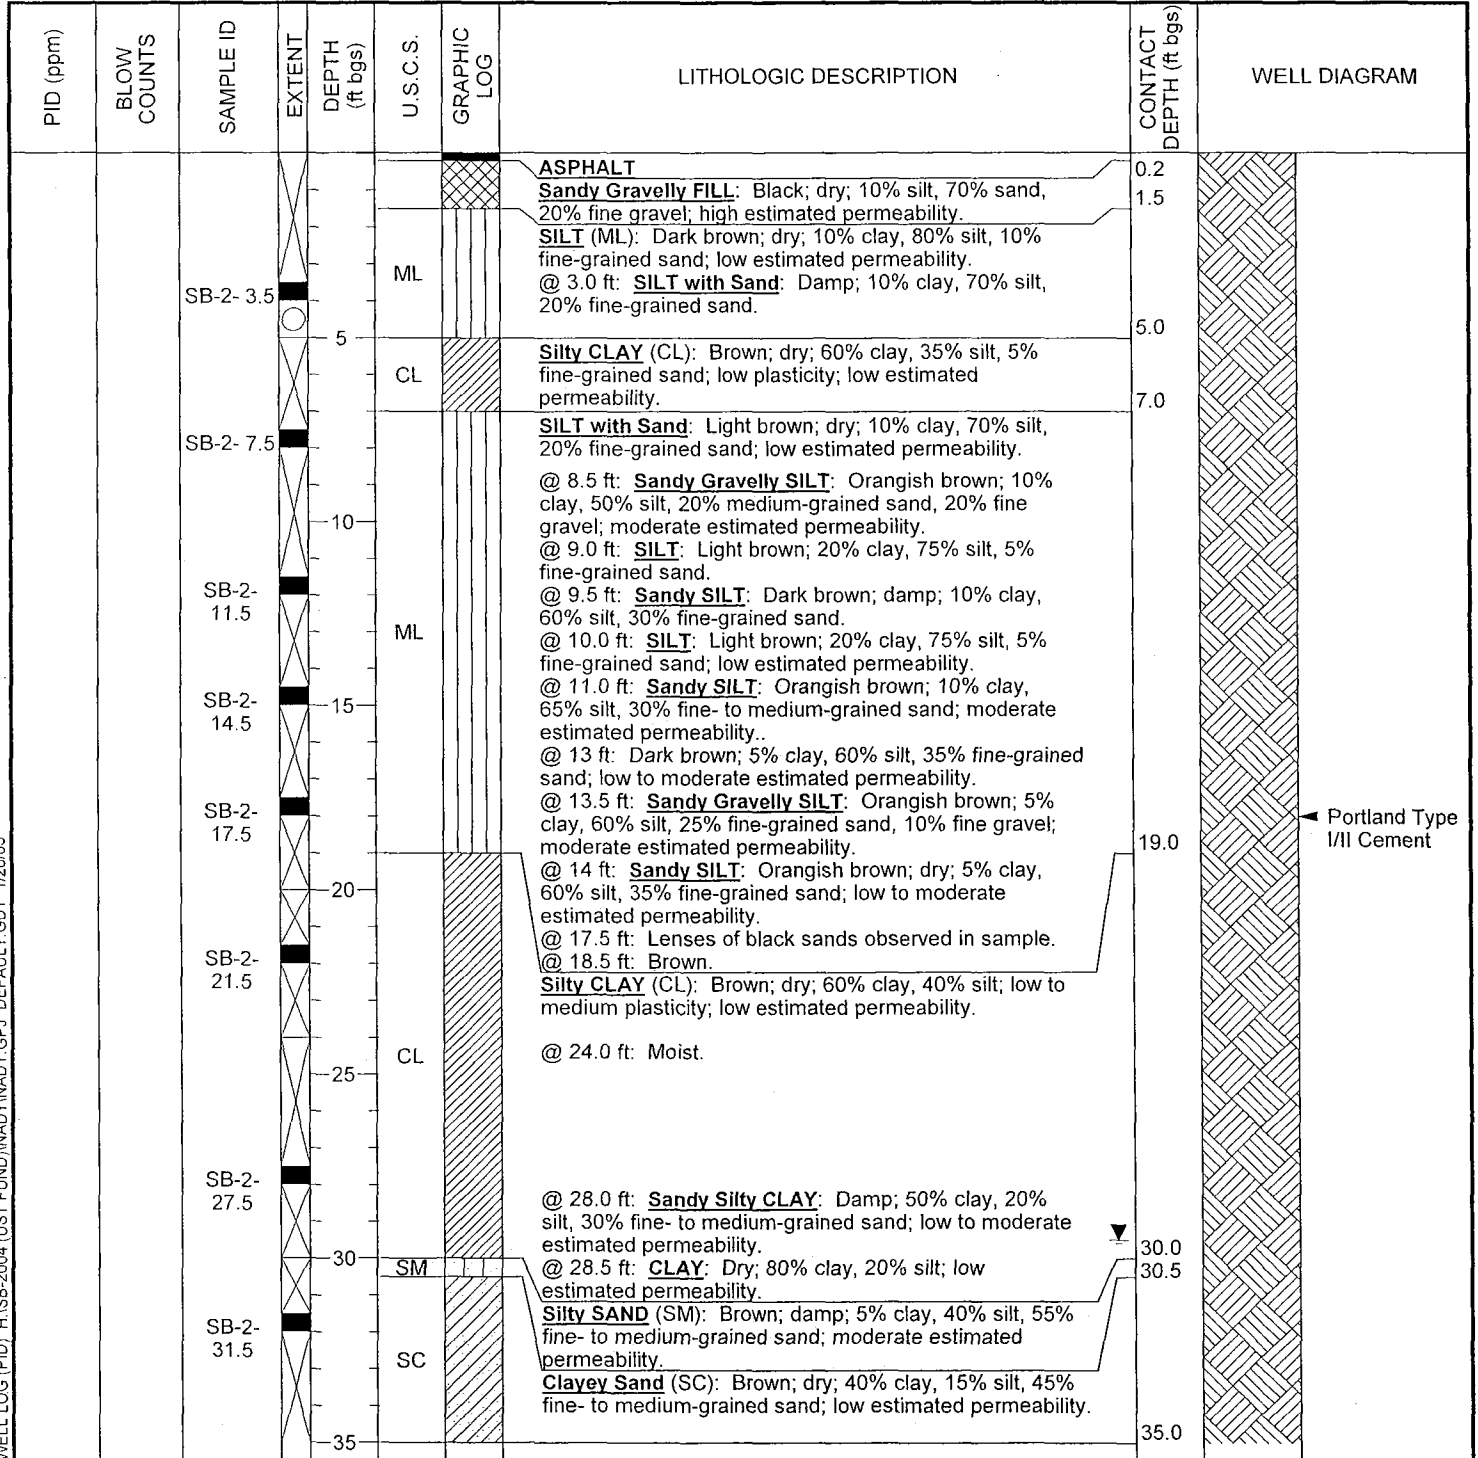 PID (ppm)
BLOW
COUNTS
SAMPLE ID
EXTENT
DEPTH
(ft bgs)
U.S.C.S.
GRAPHIC
LOG
LITHOLOGIC DESCRIPTION
CONTACT
DEPTH (ft bgs)
WELL DIAGRAM
ASPHALT
0.2
Sandy Gravelly FILL: Black; dry; 10% silt, 70% sand,
20% fine gravel; high estimated permeability.
1.5
SILT (ML): Dark brown; dry; 10% clay, 80% silt, 10%
fine-grained sand; low estimated permeability.
ML
@ 3.0 ft: SILT with Sand: Damp; 10% clay, 70% silt,
20% fine-grained sand.
SB-2- 3.5
5.0
5
Silty CLAY (CL): Brown; dry; 60% clay, 35% silt, 5%
fine-grained sand; low plasticity; low estimated
permeability.
CL
7.0
SILT with Sand: Light brown; dry; 10% clay, 70% silt,
20% fine-grained sand; low estimated permeability.
SB-2- 7.5
@ 8.5 ft: Sandy Gravelly SILT: Orangish brown; 10%
clay, 50% silt, 20% medium-grained sand, 20% fine
gravel; moderate estimated permeability.
10
@ 9.0 ft: SILT: Light brown; 20% clay, 75% silt, 5%
fine-grained sand.
@ 9.5 ft: Sandy SILT: Dark brown; damp; 10% clay,
60% silt, 30% fine-grained sand.
SB-2-
11.5
ML
@ 10.0 ft: SILT: Light brown; 20% clay, 75% silt, 5%
fine-grained sand; low estimated permeability.
@ 11.0 ft: Sandy SILT: Orangish brown; 10% clay,
65% silt, 30% fine- to medium-grained sand; moderate
estimated permeability..
SB-2-
14.5
15
@ 13 ft: Dark brown; 5% clay, 60% silt, 35% fine-grained
sand; low to moderate estimated permeability.
@ 13.5 ft: Sandy Gravelly SILT: Orangish brown; 5%
clay, 60% silt, 25% fine-grained sand, 10% fine gravel;
moderate estimated permeability.
SB-2-
17.5
Portland Type
I/II Cement
19.0
@ 14 ft: Sandy SILT: Orangish brown; dry; 5% clay,
60% silt, 35% fine-grained sand; low to moderate
estimated permeability.
20
@ 17.5 ft: Lenses of black sands observed in sample.
@ 18.5 ft: Brown.
SB-2-
21.5
Silty CLAY (CL): Brown; dry; 60% clay, 40% silt; low to
medium plasticity; low estimated permeability.
CL
@ 24.0 ft: Moist.
25
SB-2-
27.5
@ 28.0 ft: Sandy Silty CLAY: Damp; 50% clay, 20%
silt, 30% fine- to medium-grained sand; low to moderate
estimated permeability.
30.0
30
SM
@ 28.5 ft: CLAY: Dry; 80% clay, 20% silt; low
estimated permeability.
30.5
Silty SAND (SM): Brown; damp; 5% clay, 40% silt, 55%
fine- to medium-grained sand; moderate estimated
permeability.
SB-2-
31.5
SC
Clayey Sand (SC): Brown; dry; 40% clay, 15% silt, 45%
fine- to medium-grained sand; low estimated permeability.
35.0
35